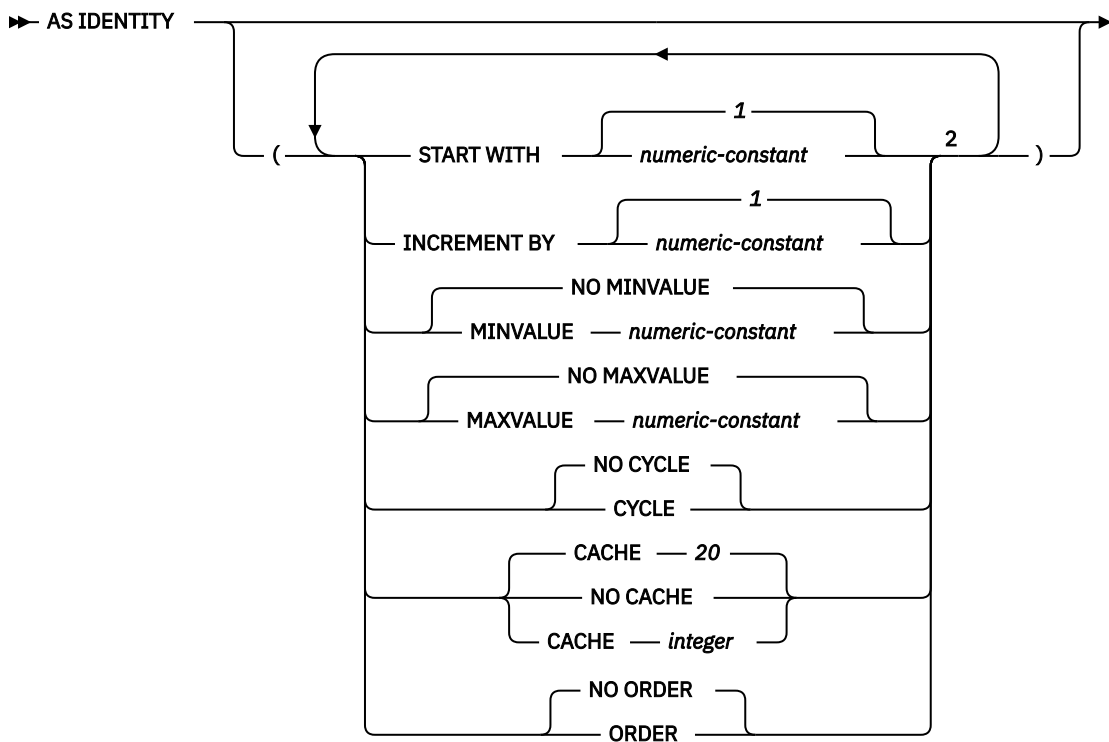 AS IDENTITY
1
2
( START WITH numeric-constant )
1
INCREMENT BY numeric-constant
NO MINVALUE
MINVALUE numeric-constant
NO MAXVALUE
MAXVALUE numeric-constant
NO CYCLE
CYCLE
CACHE 20
NO CACHE
CACHE integer
NO ORDER
ORDER